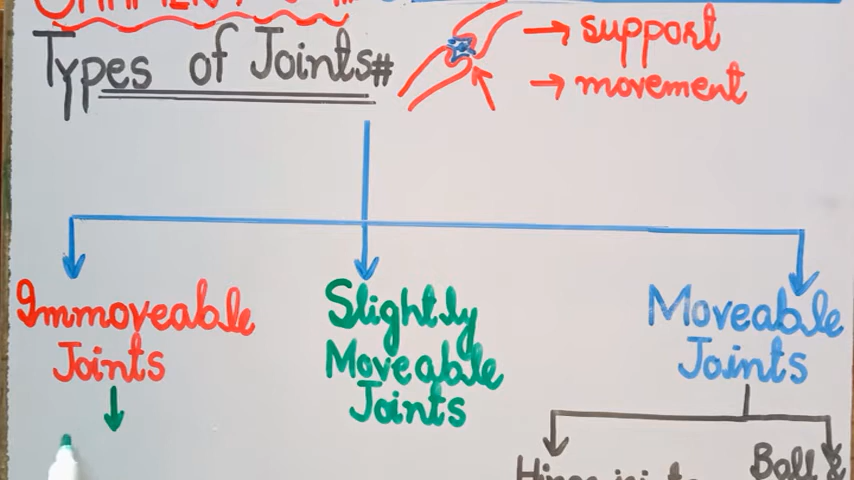 Types of Joints#
→ support
→ movement
Immoveable
Joints
Slightly
Moveable
Joints
Moveable
Joints
Ball &